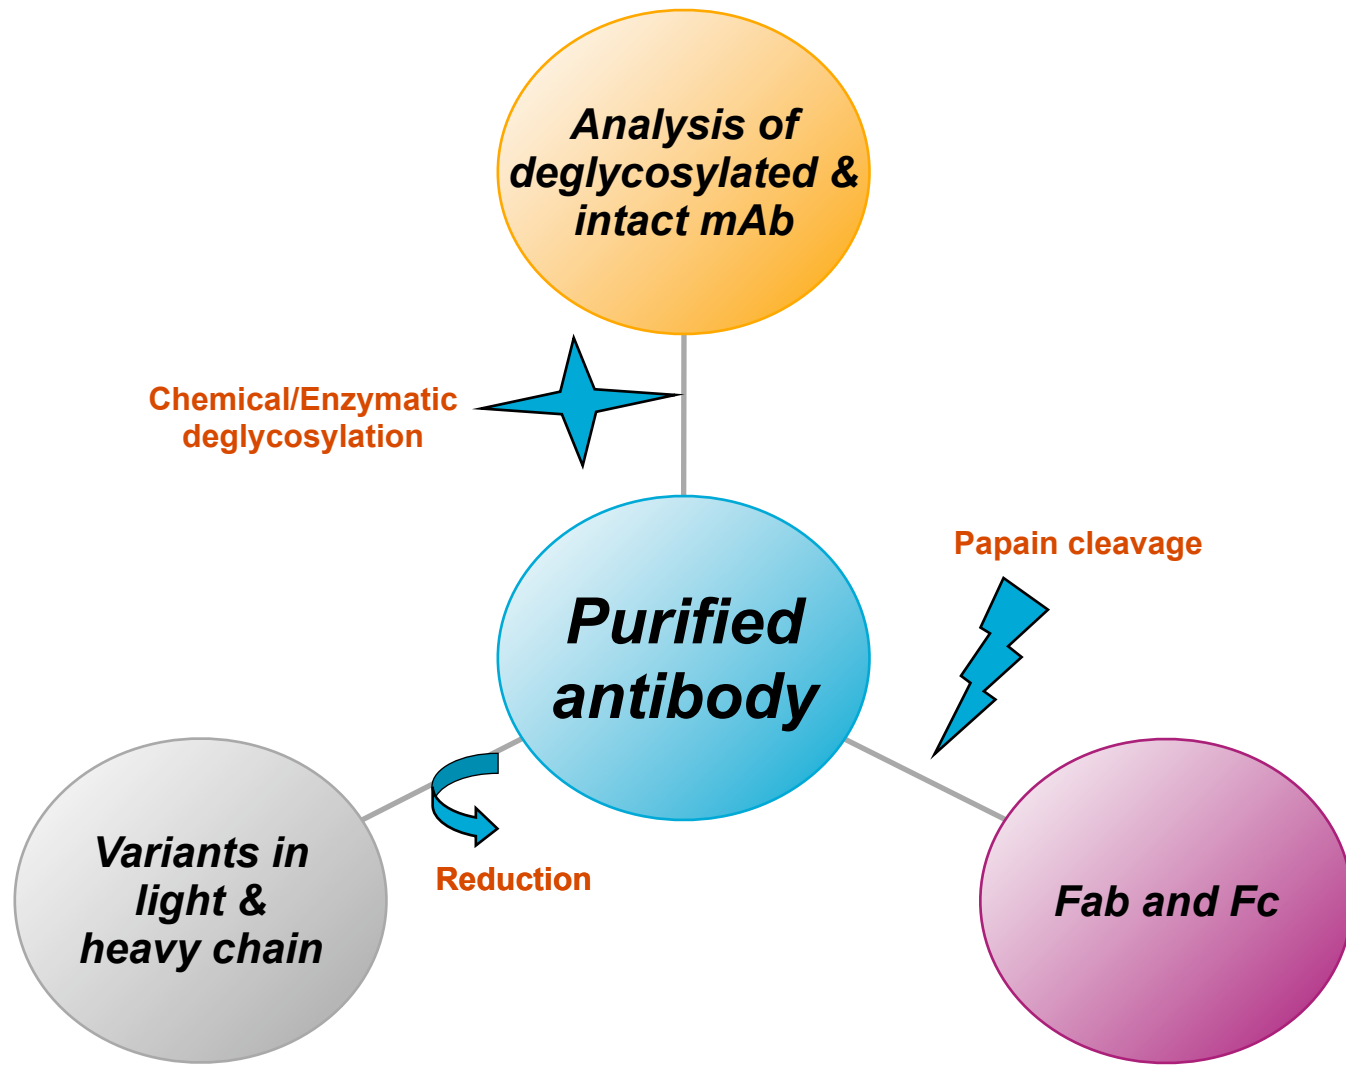 Analysis of
deglycosylated &
intact mAb
Chemical/Enzymatic
deglycosylation
Papain cleavage
Purified
antibody
Variants in
light &
heavy chain
Reduction
Fab and Fc